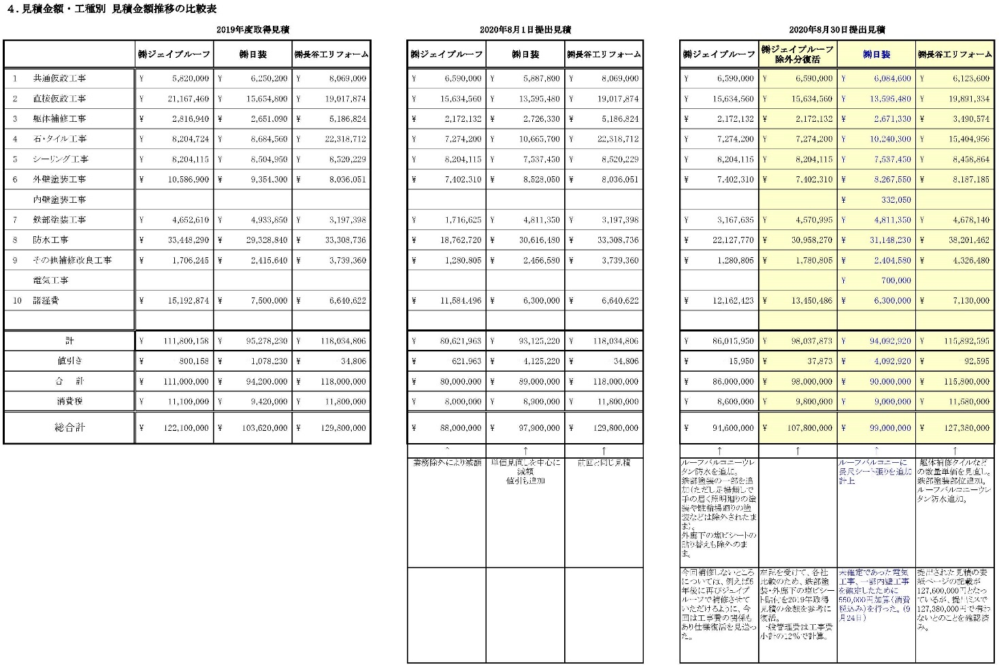 ４．見積金額・工種別 見積金額推移の比較表
2019年度取得見積
2020年8月1日提出見積
2020年8月30日提出見積
㈱ジェイプルーフ ㈱日装 ㈱長谷工リフォーム ㈱ジェイプルーフ ㈱日装 ㈱長谷工リフォーム ㈱ジェイプルーフ ㈱ジェイプルーフ 除外分復活 ㈱日装 ㈱長谷工リフォーム
1 共通仮設工事 ¥ 5,820,000 ¥ 6,250,200 ¥ 8,069,000 ¥ 6,590,000 ¥ 5,887,800 ¥ 8,069,000 ¥ 6,590,000 ¥ 6,590,000 ¥ 6,084,600 ¥ 6,123,600
2 直接仮設工事 ¥ 21,167,460 ¥ 15,654,800 ¥ 19,017,874 ¥ 15,634,560 ¥ 13,595,480 ¥ 19,017,874 ¥ 15,634,560 ¥ 15,634,560 ¥ 13,595,480 ¥ 19,891,334
3 躯体補修工事 ¥ 2,816,940 ¥ 2,651,090 ¥ 5,186,824 ¥ 2,172,132 ¥ 2,726,330 ¥ 5,186,824 ¥ 2,172,132 ¥ 2,172,132 ¥ 2,671,330 ¥ 3,490,574
4 石・タイル工事 ¥ 8,204,724 ¥ 8,684,560 ¥ 22,318,712 ¥ 7,274,200 ¥ 10,665,700 ¥ 22,318,712 ¥ 7,274,200 ¥ 7,274,200 ¥ 10,240,300 ¥ 15,404,956
5 シーリング工事 ¥ 8,204,115 ¥ 8,504,950 ¥ 8,520,229 ¥ 8,204,115 ¥ 7,537,450 ¥ 8,520,229 ¥ 8,204,115 ¥ 8,204,115 ¥ 7,537,450 ¥ 8,458,864
6 外壁塗装工事 ¥ 10,586,900 ¥ 9,354,300 ¥ 8,036,051 ¥ 7,402,310 ¥ 8,528,050 ¥ 8,036,051 ¥ 7,402,310 ¥ 7,402,310 ¥ 8,267,550 ¥ 8,187,185
内壁塗装工事 ¥ 332,050
7 鉄部塗装工事 ¥ 4,652,610 ¥ 4,933,850 ¥ 3,197,398 ¥ 1,716,625 ¥ 4,811,350 ¥ 3,197,398 ¥ 3,167,635 ¥ 4,570,995 ¥ 4,811,350 ¥ 4,678,140
8 防水工事 ¥ 33,448,290 ¥ 29,328,840 ¥ 33,308,736 ¥ 18,762,720 ¥ 30,616,480 ¥ 33,308,736 ¥ 22,127,770 ¥ 30,958,270 ¥ 31,148,230 ¥ 38,201,462
9 その他補修改良工事 ¥ 1,706,245 ¥ 2,415,640 ¥ 3,739,360 ¥ 1,280,805 ¥ 2,456,580 ¥ 3,739,360 ¥ 1,280,805 ¥ 1,780,805 ¥ 2,404,580 ¥ 4,326,480
電気工事 ¥ 700,000
10 諸経費 ¥ 15,192,874 ¥ 7,500,000 ¥ 6,640,622 ¥ 11,584,496 ¥ 6,300,000 ¥ 6,640,622 ¥ 12,162,423 ¥ 13,450,486 ¥ 6,300,000 ¥ 7,130,000
計 ¥ 111,800,158 ¥ 95,278,230 ¥ 118,034,806 ¥ 80,621,963 ¥ 93,125,220 ¥ 118,034,806 ¥ 86,015,950 ¥ 98,037,873 ¥ 94,092,920 ¥ 115,892,595
値引き ¥ 800,158 ¥ 1,078,230 ¥ 34,806 ¥ 621,963 ¥ 4,125,220 ¥ 34,806 ¥ 15,950 ¥ 37,873 ¥ 4,092,920 ¥ 92,595
合 計 ¥ 111,000,000 ¥ 94,200,000 ¥ 118,000,000 ¥ 80,000,000 ¥ 89,000,000 ¥ 118,000,000 ¥ 86,000,000 ¥ 98,000,000 ¥ 90,000,000 ¥ 115,800,000
消費税 ¥ 11,100,000 ¥ 9,420,000 ¥ 11,800,000 ¥ 8,000,000 ¥ 8,900,000 ¥ 11,800,000 ¥ 8,600,000 ¥ 9,800,000 ¥ 9,000,000 ¥ 11,580,000
総合計 ¥ 122,100,000 ¥ 103,620,000 ¥ 129,800,000 ¥ 88,000,000 ¥ 97,900,000 ¥ 129,800,000 ¥ 94,600,000 ¥ 107,800,000 ¥ 99,000,000 ¥ 127,380,000
↑ ↑ ↑ ↑ ↑ ↑ ↑
業務除外により減額
単価見直しを中心に
減額
値引も追加
前回と同じ見積
ルーフバルコニーウレ
タン防水を追加。
鉄部塗装の一部を追
加(ただし足場無しで
手の届く照明廻りの塗
装や駐輪場廻りの塗
装などは除外されたま
ま)。
外廊下の塩ビシートの
貼り替えも除外のま
ま。
ルーフバルコニーに
長尺シート張りを追加
計上
躯体補修タイルなど
の数量単価を見直し。
鉄部塗装部位追加。
ルーフバルコニーウレ
タン防水追加。
今回補修しないところ
については、例えば5
年後に再びジェイプ
ルーフで補修させて
いただけるように、今
回は工事費の関係も
あり仕様復活を見送っ
た。
左記を受けて、各社
比較のため、鉄部塗
装・外廊下の塩ビシー
ト貼付を2019年取得
見積の金額を参考に
復活。
一般管理費は工事費
小計の12%で計算。
未確定であった電気
工事、一部内壁工事
を確定したために
550,000円加算(消費
税込み)を行った。(9
月24日)
提出された見積の表
紙ページの記載が
127,600,000円となっ
ているが、提出ミスで
127,380,000円で構わ
ないとのことを確認済
み。